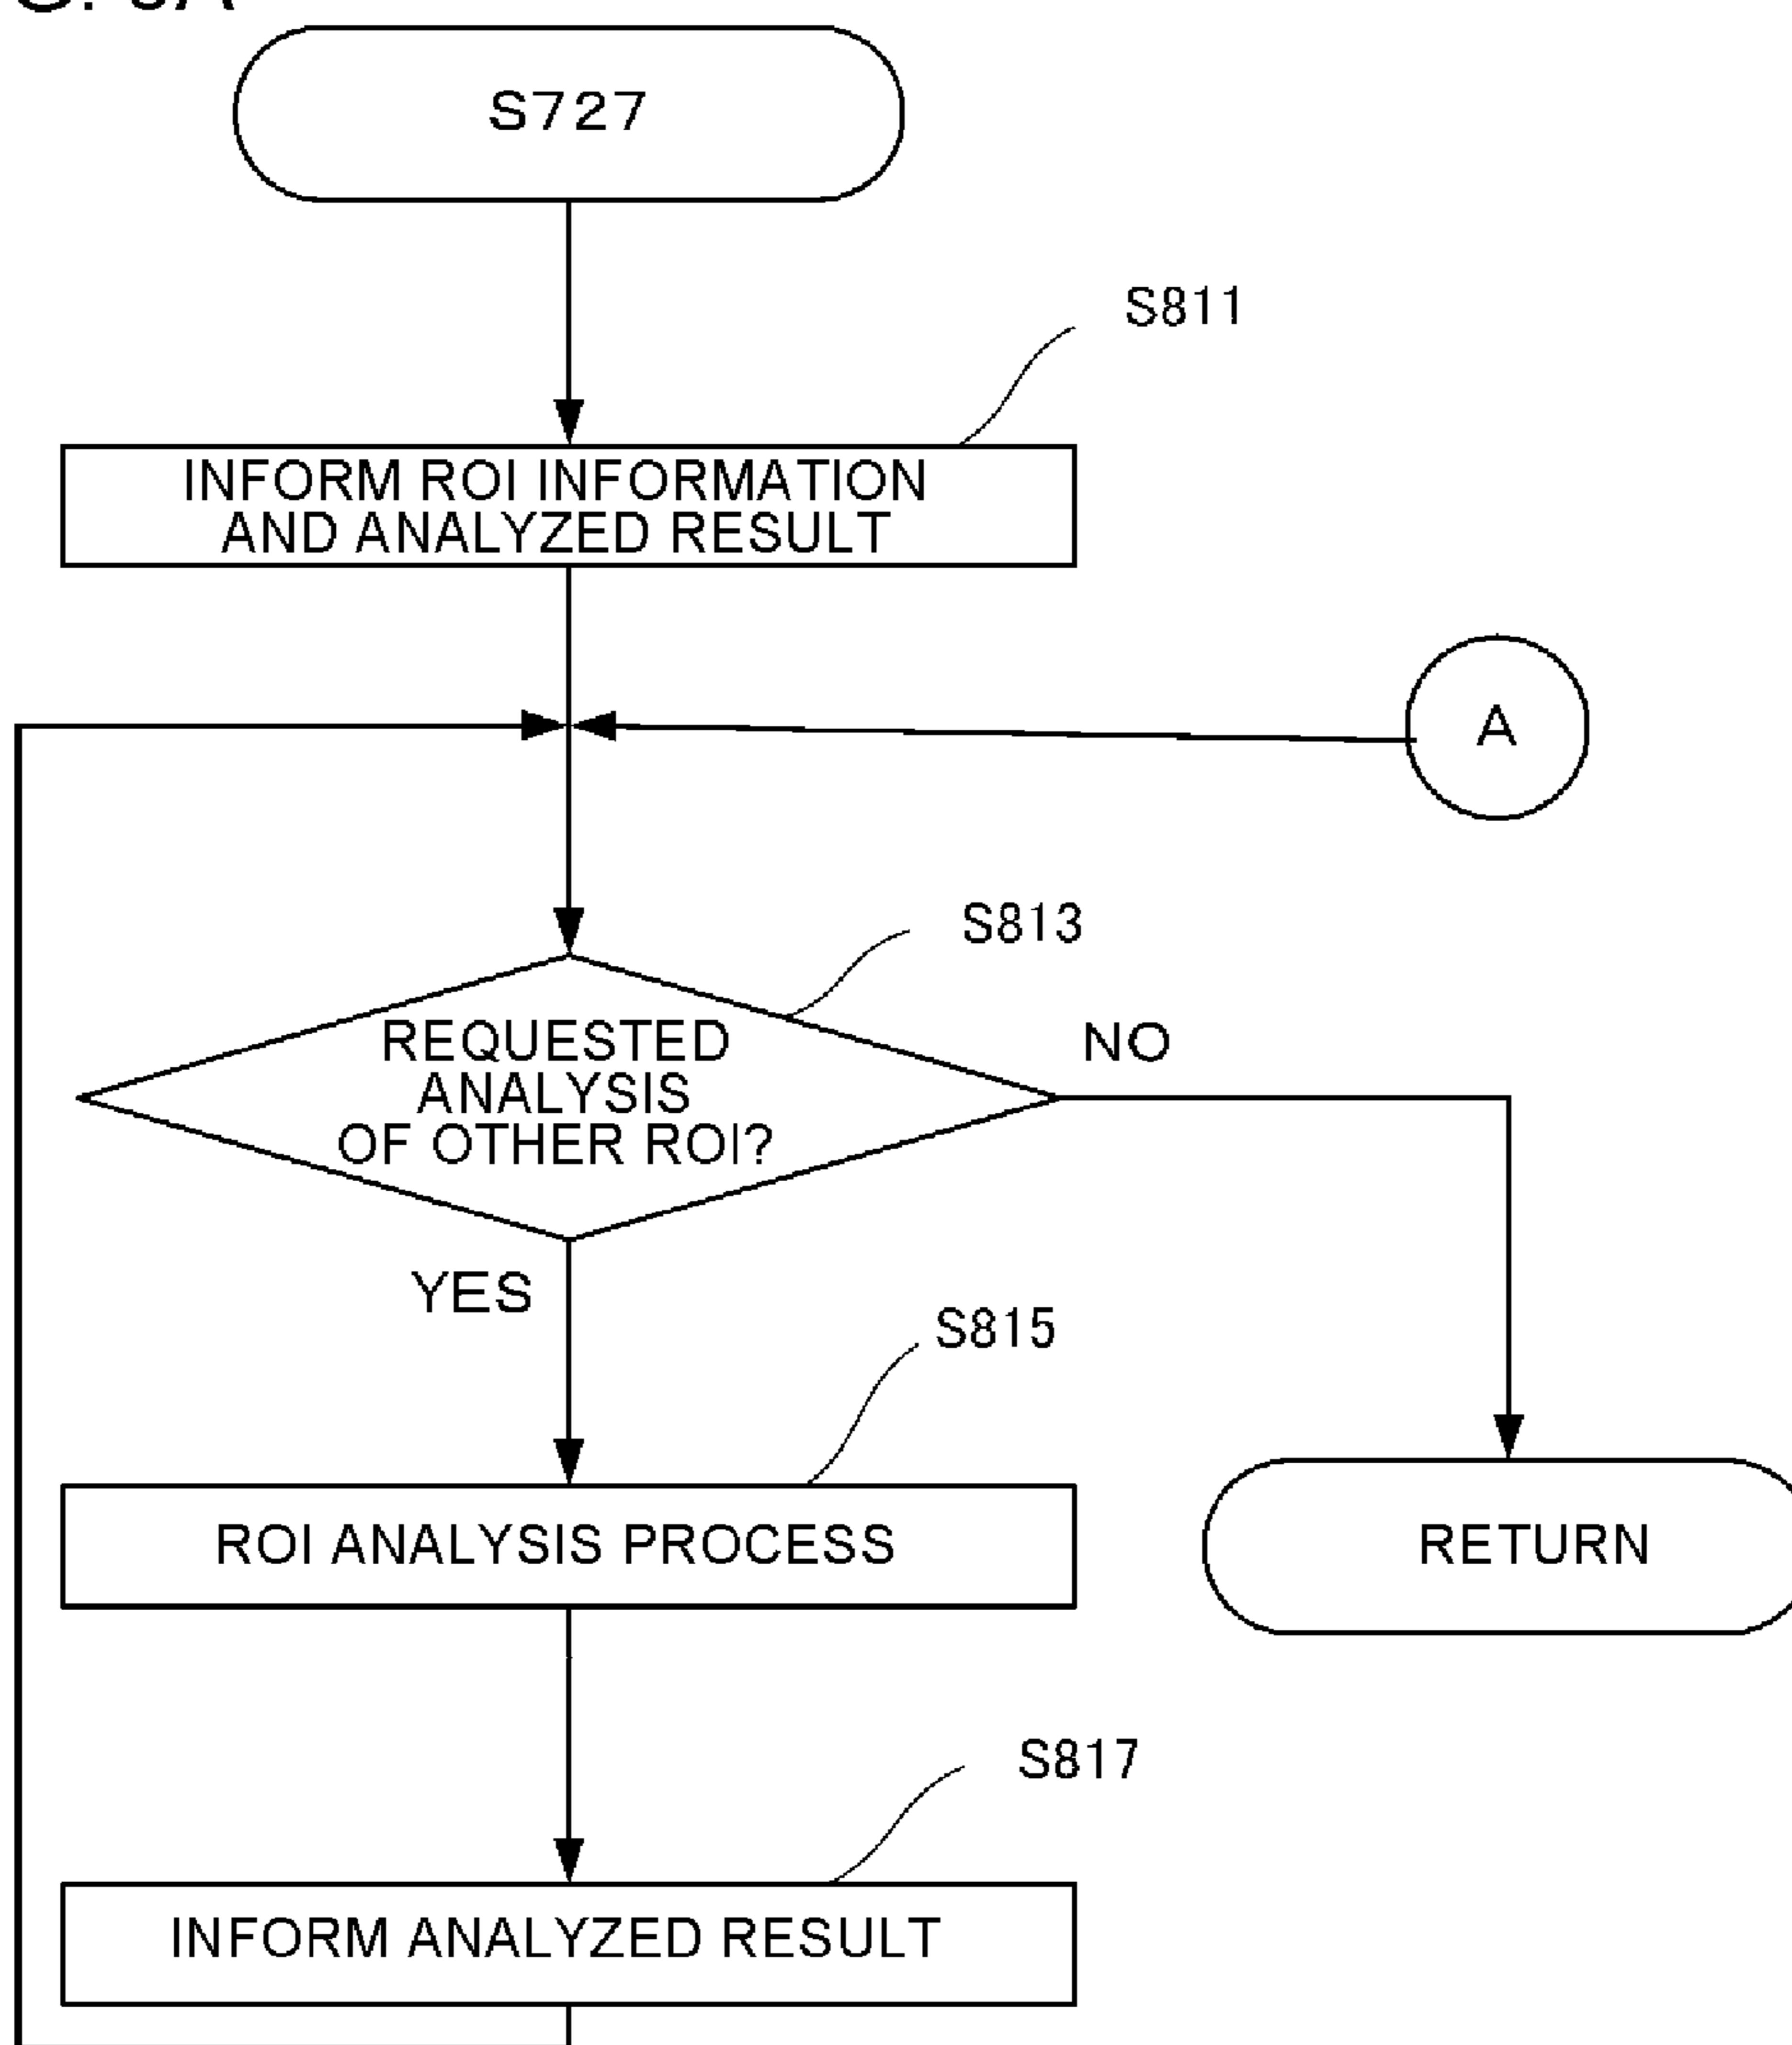 S727
S811
INFORM ROI INFORMATION
AND ANALYZED RESULT
A
S813
REQUESTED
ANALYSIS
OF OTHER ROI?
NO
YES
S815
ROI ANALYSIS PROCESS
RETURN
S817
INFORM ANALYZED RESULT